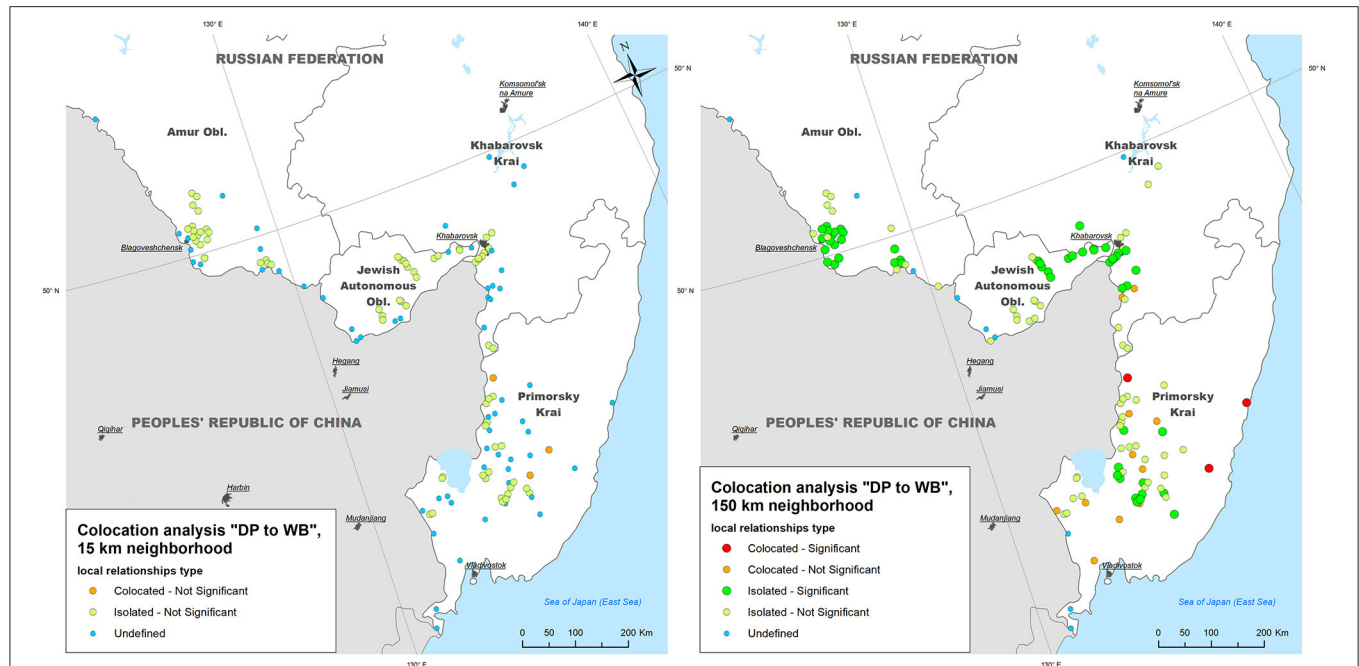 130° E
140° E
RUSSIAN FEDERATION
N
50° N
Komsomol'sk
na Amure
Amur Obl.
Khabarovsk
Krai
Blagoveshchensk
Khabarovsk
Jewish
Autonomous
Obl.
50° N
Hegang
Jiamusi
Primorsky
Krai
PEOPLES' REPUBLIC OF CHINA
Qiqihar
Harbin
Mudanjiang
Vladivostok
Sea of Japan (East Sea)
Colocation analysis "DP to WB",
15 km neighborhood
local relationships type
Colocated - Not Significant
Isolated - Not Significant
Undefined
0 50 100 200 Km
130° E
130° E
140° E
RUSSIAN FEDERATION
N
50° N
Komsomol'sk
na Amure
Amur Obl.
Khabarovsk
Krai
Blagoveshchensk
Khabarovsk
Jewish
Autonomous
Obl.
50° N
Hegang
Jiamusi
Primorsky
Krai
PEOPLES' REPUBLIC OF CHINA
Qiqihar
Mudanjiang
Vladivostok
Sea of Japan (East Sea)
Colocation analysis "DP to WB",
150 km neighborhood
local relationships type
Colocated - Significant
Colocated - Not Significant
Isolated - Significant
Isolated - Not Significant
Undefined
0 50 100 200 Km
130° E